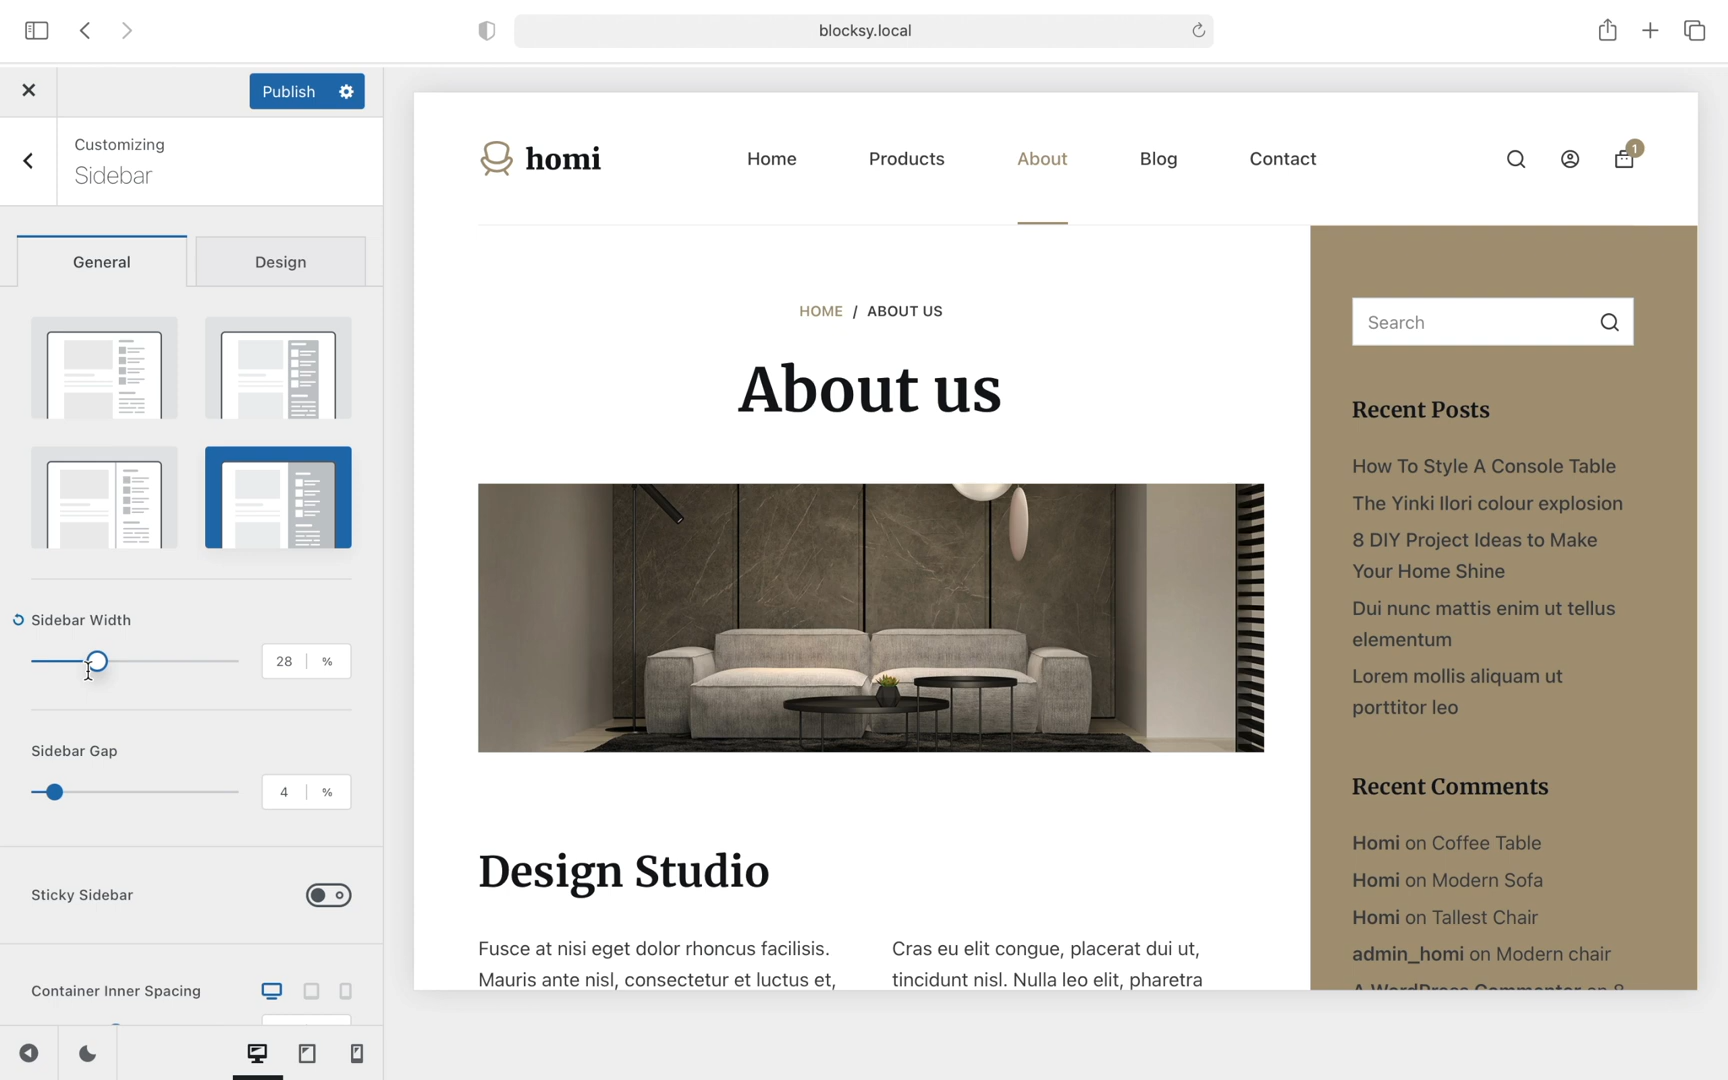 blocksy.local
Publish
Customizing
Sidebar
General
Design
Sidebar Width
28 %
Sidebar Gap
4 %
Sticky Sidebar
Container Inner Spacing
homi
Home
Products
About
Blog
Contact
1
HOME / ABOUT US
About us
Design Studio
Fusce at nisi eget dolor rhoncus facilisis.
Mauris ante nisl, consectetur et luctus et,
Cras eu elit congue, placerat dui ut,
tincidunt nisl. Nulla leo elit, pharetra
Search
Recent Posts
How To Style A Console Table
The Yinki Ilori colour explosion
8 DIY Project Ideas to Make
Your Home Shine
Dui nunc mattis enim ut tellus
elementum
Lorem mollis aliquam ut
porttitor leo
Recent Comments
Homi on Coffee Table
Homi on Modern Sofa
Homi on Tallest Chair
admin_homi on Modern chair
A WordPress Commenter on 8